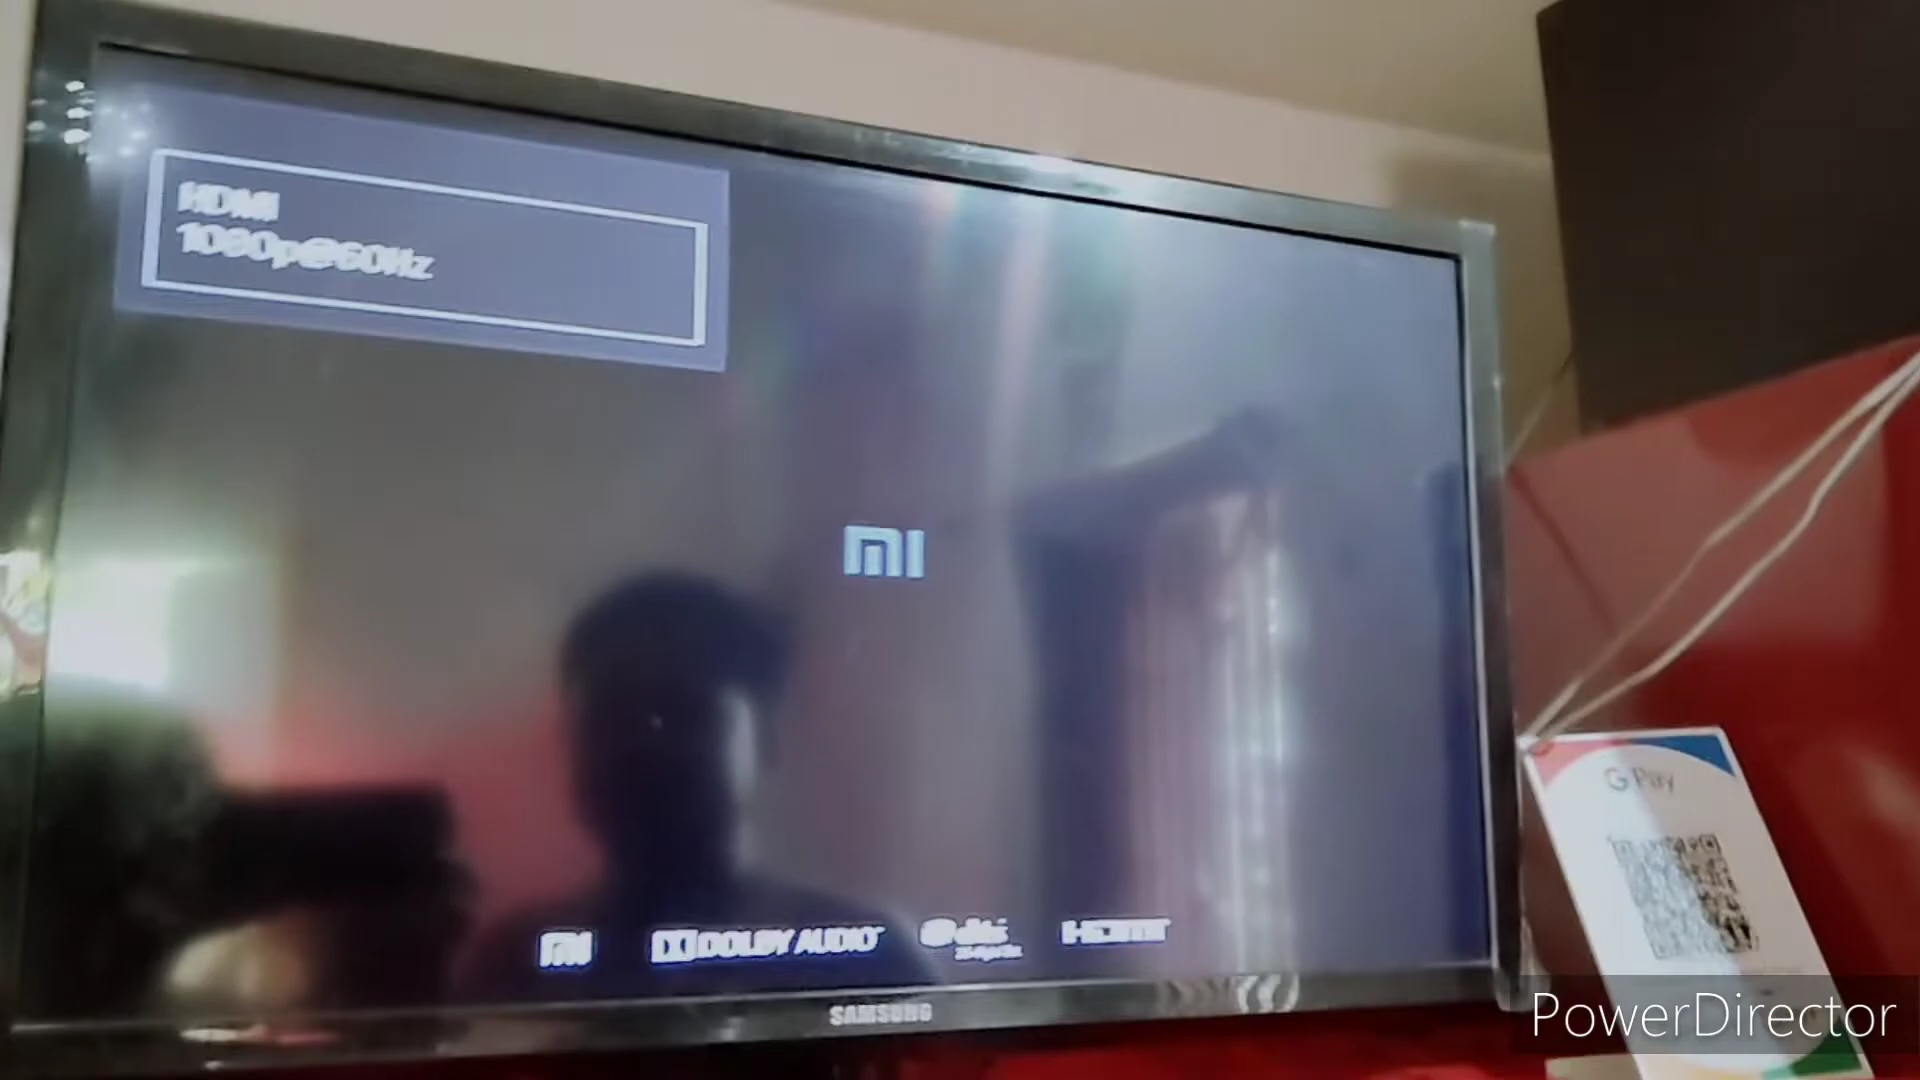 HDMI
1080p@60Hz
MI
MI DOLBY AUDIO dts HDMI
SAMSUNG
G Pay
PowerDirector